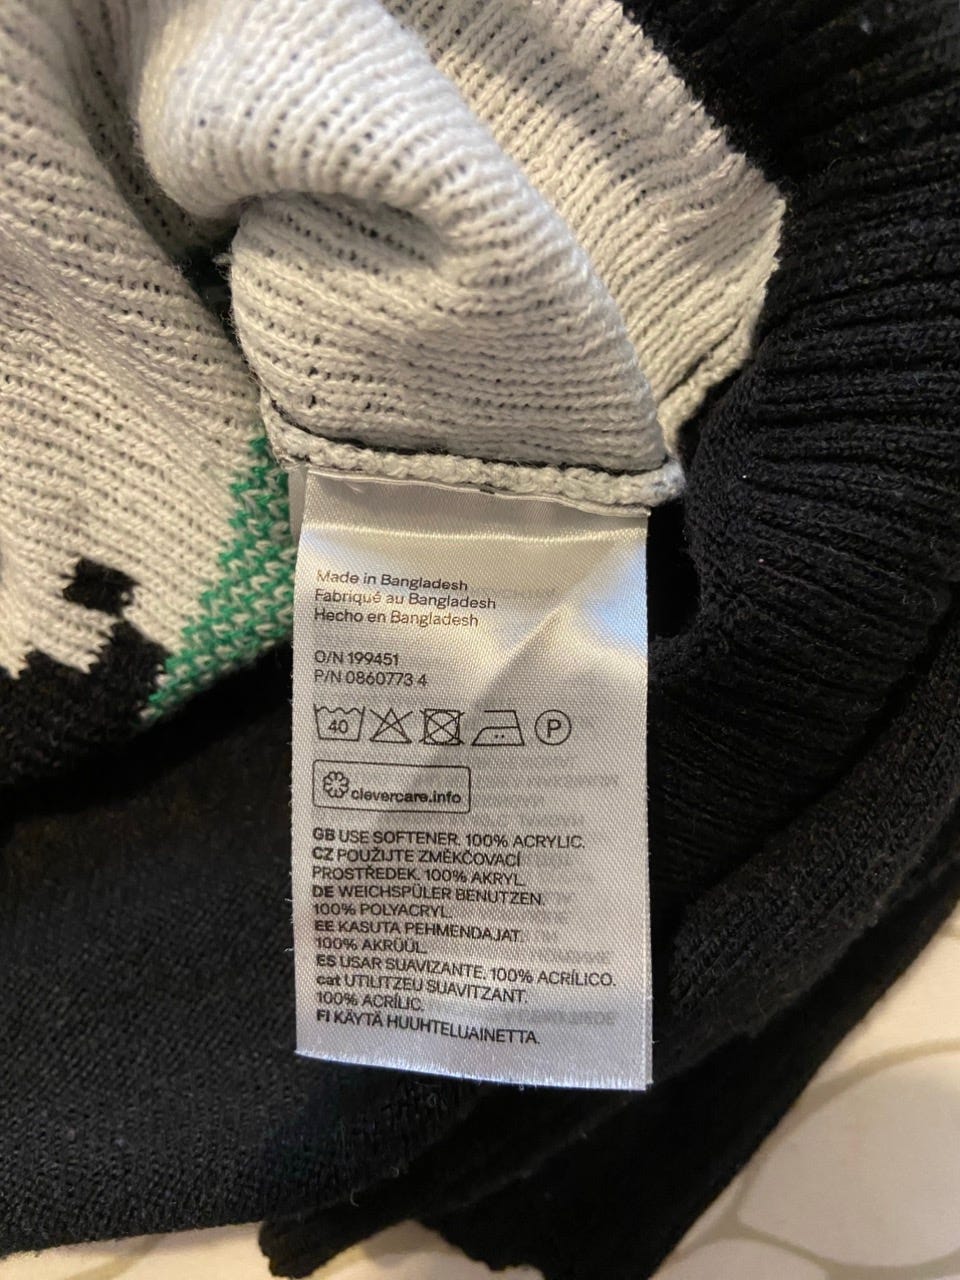 Made in Bangladesh
Fabriqué au Bangladesh
Hecho en Bangladesh
O/N 199451
P/N 0860773 4
40 P
clevercare.info
GB USE SOFTENER. 100% ACRYLIC.
CZ POUŽIJTE ZMĚKČOVACÍ
PROSTŘEDEK. 100% AKRYL.
DE WEICHSPÜLER BENUTZEN.
100% POLYACRYL.
EE KASUTA PEHMENDAJAT.
100% AKRÜÜL.
ES USAR SUAVIZANTE. 100% ACRÍLICO.
cat UTILITZEU SUAVITZANT.
100% ACRÍLIC.
FI KÄYTÄ HUUHTELUAINETTA.